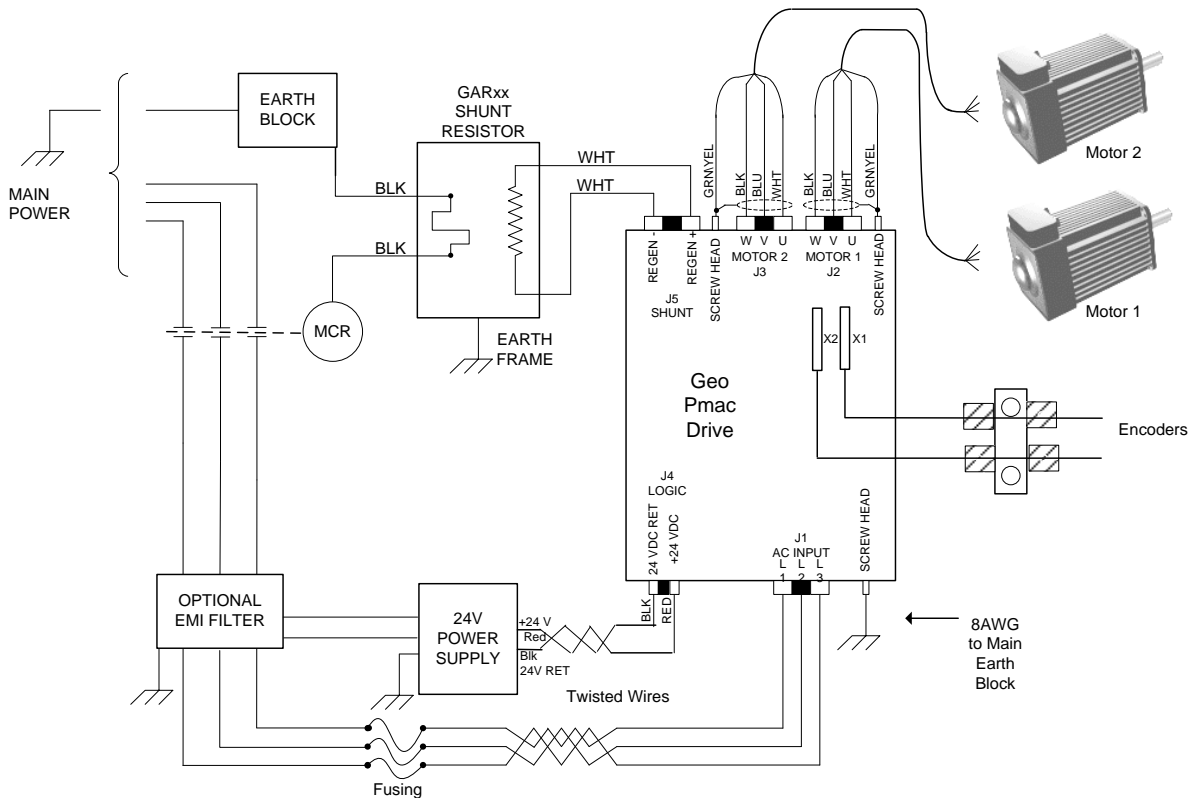 EARTH
BLOCK
MAIN
POWER
GARxx
SHUNT
RESISTOR
BLK
BLK
WHT
WHT
MCR
EARTH
FRAME
GRN\YEL
BLK
BLU
WHT
BLK
BLU
WHT
GRN\YEL
Motor 2
Motor 1
REGEN -
REGEN +
J5
SHUNT
SCREW HEAD
W V U
MOTOR 2
J3
W V U
MOTOR 1
J2
SCREW HEAD
X2
X1
Geo
Pmac
Drive
Encoders
J4
LOGIC
24 VDC RET
+24 VDC
J1
AC INPUT
L L L
1 2 3
SCREW HEAD
BLK
RED
OPTIONAL
EMI FILTER
24V
POWER
SUPPLY
+24 V
Red
Blk
24V RET
Twisted Wires
8AWG
to Main
Earth
Block
Fusing